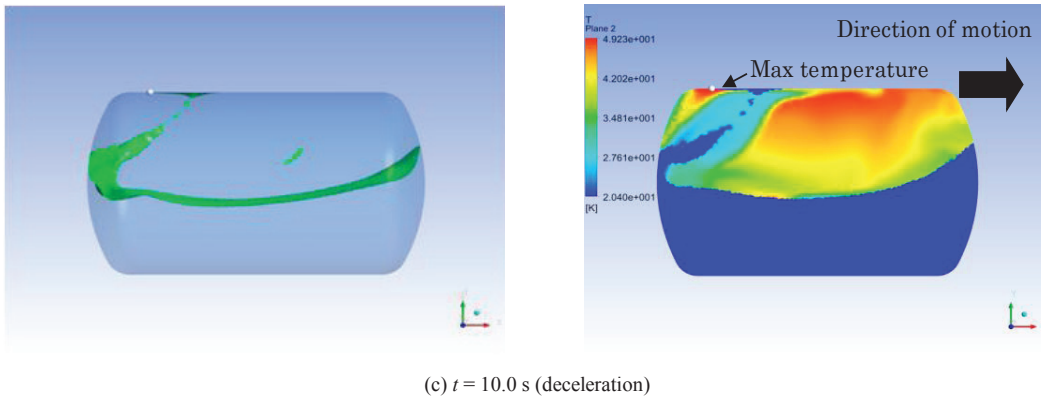 T
Plane 2
4.923e+001
4.202e+001
3.481e+001
2.761e+001
2.040e+001
[K]
Direction of motion
Max temperature
(c) t = 10.0 s (deceleration)